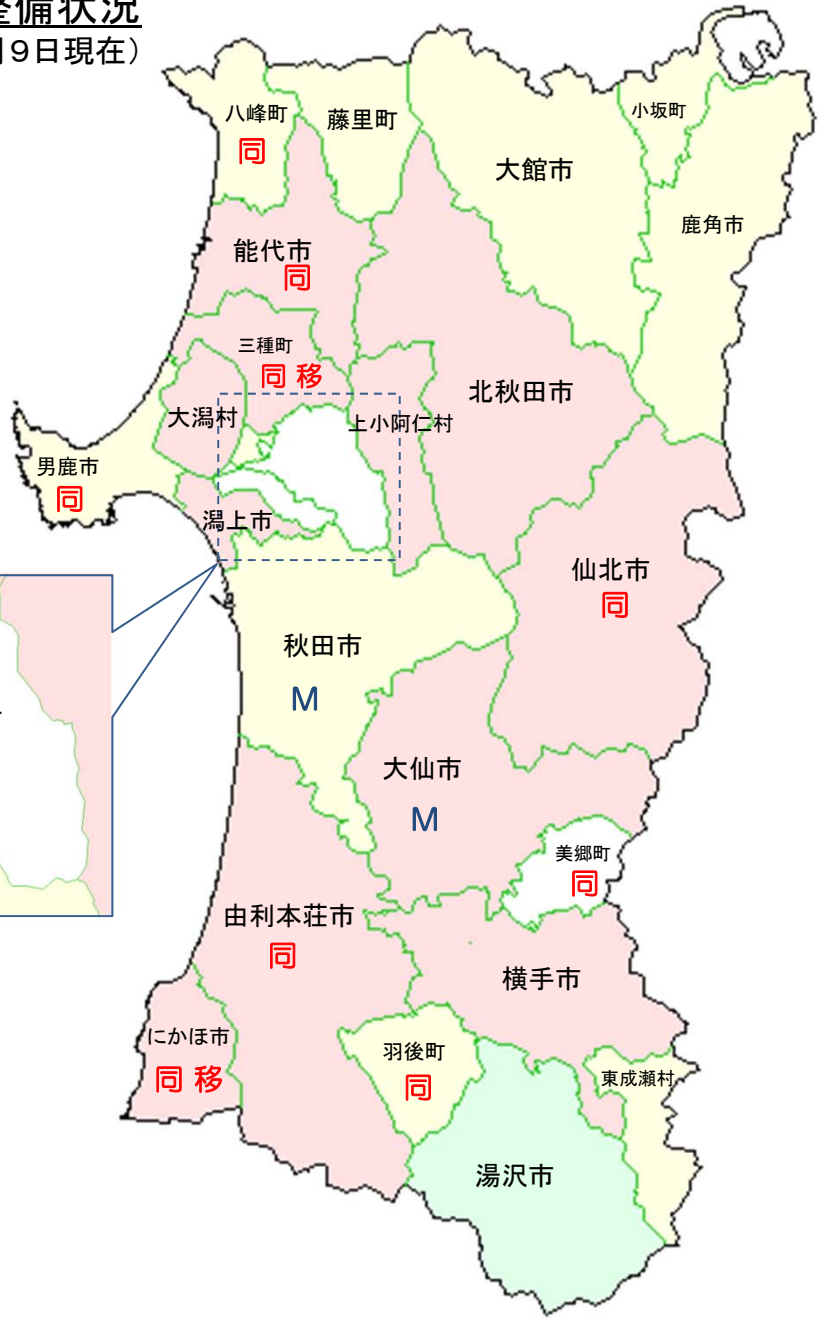 整備状況
月9日現在）
八峰町
同
藤里町
大館市
小坂町
鹿角市
能代市
同
三種町
同 移
大潟村
上小阿仁村
北秋田市
男鹿市
同
潟上市
仙北市
同
秋田市
M
大仙市
M
美郷町
同
由利本荘市
同
横手市
にかほ市
同 移
羽後町
同
東成瀬村
湯沢市